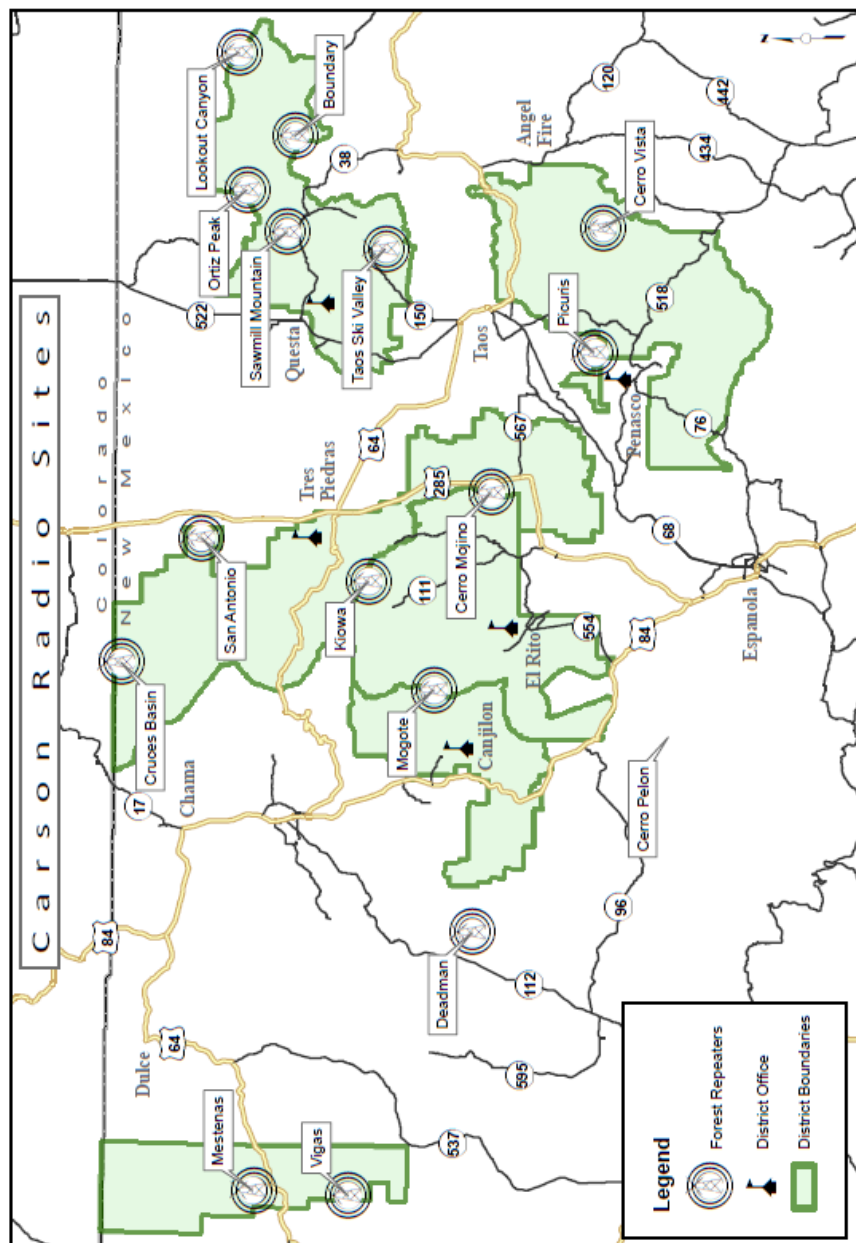 Carson Radio Sites
Colorado
New Mexico
84
17
522
Lookout Canyon
Boundary
Ortiz Peak
Sawmill Mountain
38
Questa
Taos Ski Valley
150
Cruces Basin
San Antonio
Chama
Tres
Piedras
64
Dulce
64
Mestenas
Vigas
Kiowa
111
285
Cerro Mojino
567
Taos
Angel
Fire
120
442
434
Cerro Vista
Picuris
518
Penasco
76
Mogote
Canjilon
El Rito
554
68
84
Espanola
Deadman
112
96
Cerro Pelon
595
537
N
Legend
Forest Repeaters
District Office
District Boundaries